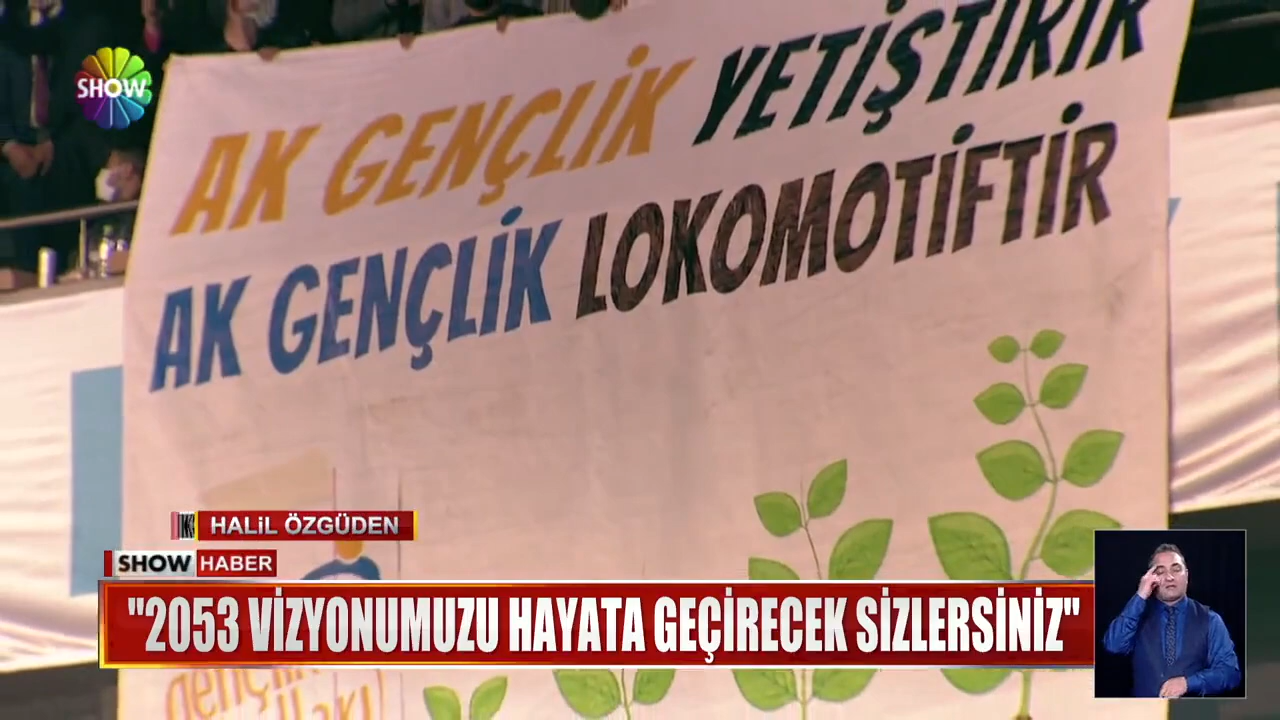 SHOW
AK GENÇLİK YETİŞTİRİR
AK GENÇLİK LOKOMOTİFTİR
HALİL ÖZGÜDEN
SHOW HABER
"2053 VİZYONUMUZU HAYATA GEÇİRECEK SİZLERSİNİZ"
gençlik